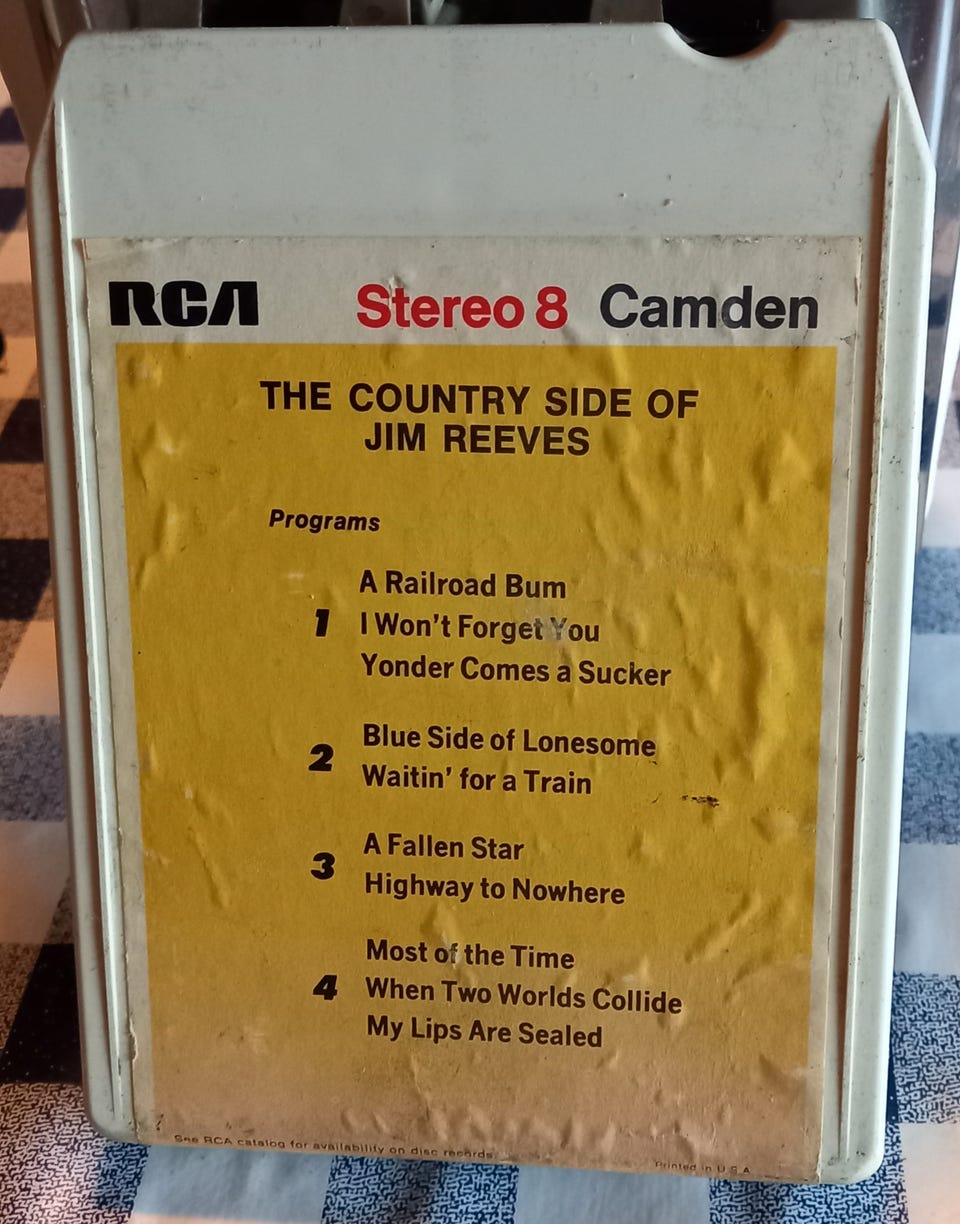 RCA Stereo 8 Camden
THE COUNTRY SIDE OF
JIM REEVES
Programs
A Railroad Bum
1 I Won't Forget You
Yonder Comes a Sucker
Blue Side of Lonesome
2 Waitin' for a Train
A Fallen Star
3 Highway to Nowhere
Most of the Time
4 When Two Worlds Collide
My Lips Are Sealed
See RCA catalog for availability on disc records. Printed in U.S.A.